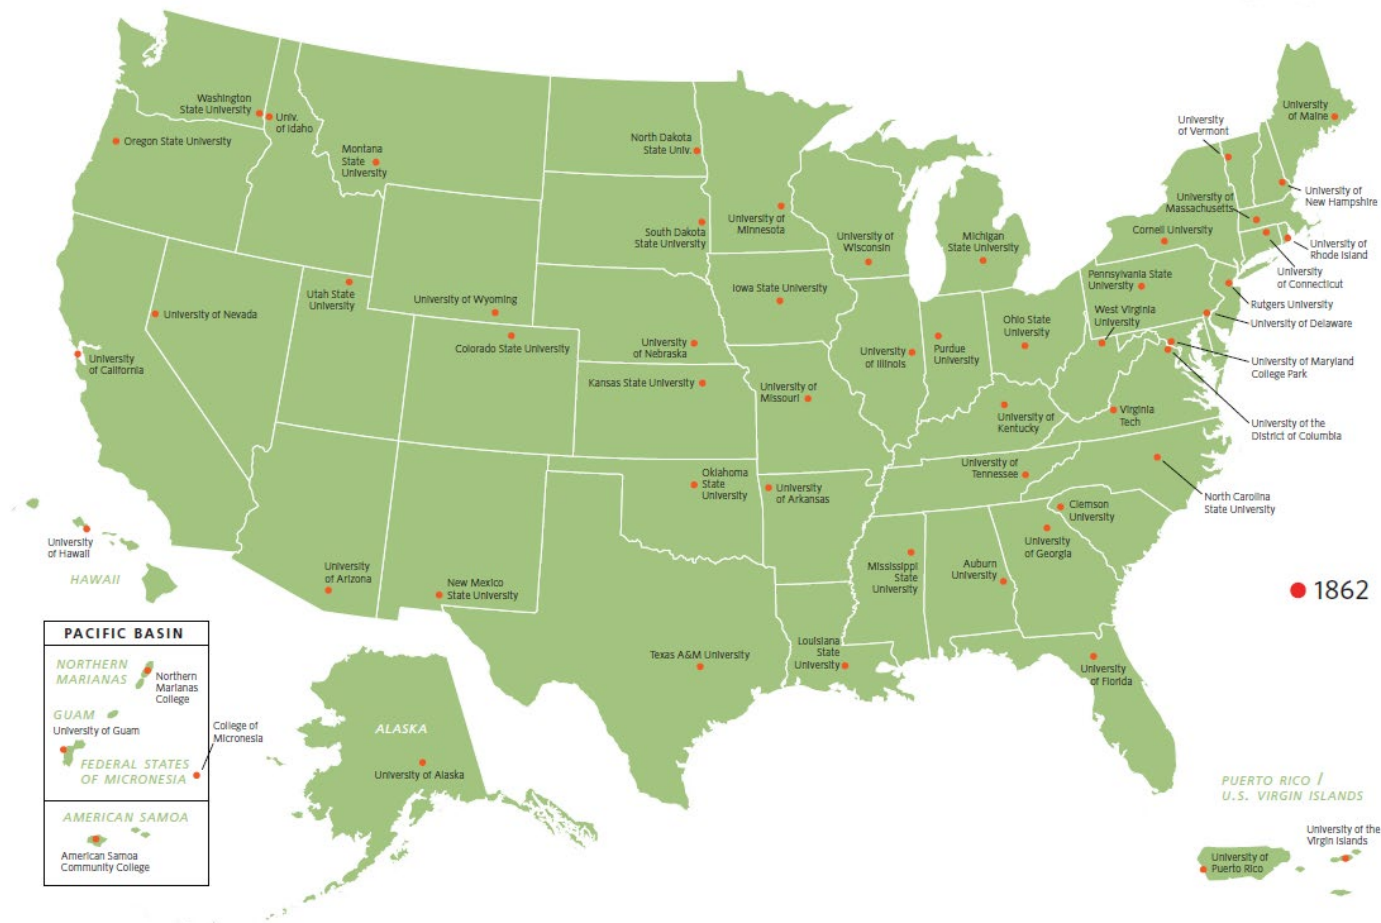 Washington
State University
Univ.
of Idaho
Oregon State University
Montana
State
University
North Dakota
State Univ.
South Dakota
State University
University of
Minnesota
University of
Wisconsin
Michigan
State University
University
of Maine
University
of Vermont
University of
New Hampshire
University of
Massachusetts
Cornell University
University of
Rhode Island
University
of Connecticut
Pennsylvania State
University
Rutgers University
University of Delaware
West Virginia
University
University of Maryland
College Park
University of the
District of Columbia
Utah State
University
University of Wyoming
Colorado State University
University of Nevada
University
of California
Iowa State University
University
of Nebraska
Kansas State University
University of
Missouri
University
of Illinois
Purdue
University
Ohio State
University
University of
Kentucky
Virginia
Tech
University of
Tennessee
North Carolina
State University
Oklahoma
State
University
University
of Arkansas
Clemson
University
University
of Georgia
Auburn
University
Mississippi
State
University
University
of Arizona
New Mexico
State University
Texas A&M University
Louisiana
State
University
University
of Florida
1862
University
of Hawaii
HAWAII
PACIFIC BASIN
NORTHERN
MARIANAS
Northern
Marianas
College
GUAM
University of Guam
College of
Micronesia
FEDERAL STATES
OF MICRONESIA
AMERICAN SAMOA
American Samoa
Community College
ALASKA
University of Alaska
PUERTO RICO /
U.S. VIRGIN ISLANDS
University of the
Virgin Islands
University of
Puerto Rico